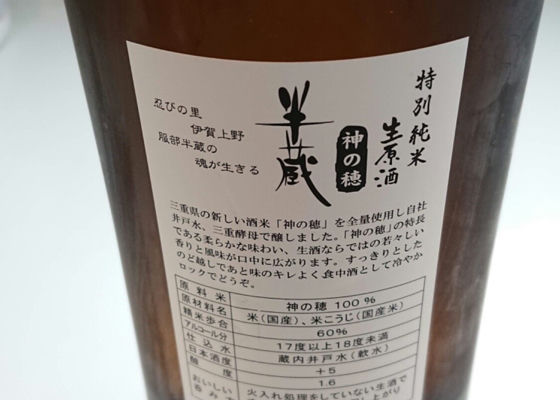 特別純米
生原酒
半蔵
神の穂
忍びの里
伊賀上野
服部半蔵の
魂が生きる
三重県の新しい酒米「神の穂」を全量使用し自社
井戸水、三重酵母で醸しました。「神の穂」の特長
である柔らかな味わい、生酒ならではの若々しい
香りと風味が口中に広がります。すっきりとした
のど越しであと味のキレよく食中酒として冷やか
ロックでどうぞ。
原料米 神の穂 100%
原材料名 米(国産)、米こうじ(国産米)
精米歩合 60%
アルコール分 17度以上18度未満
仕込水 蔵内井戸水(軟水)
日本酒度 +5
酸度 1.6
おいしい 火入れ処理をしていない生酒で
呑み